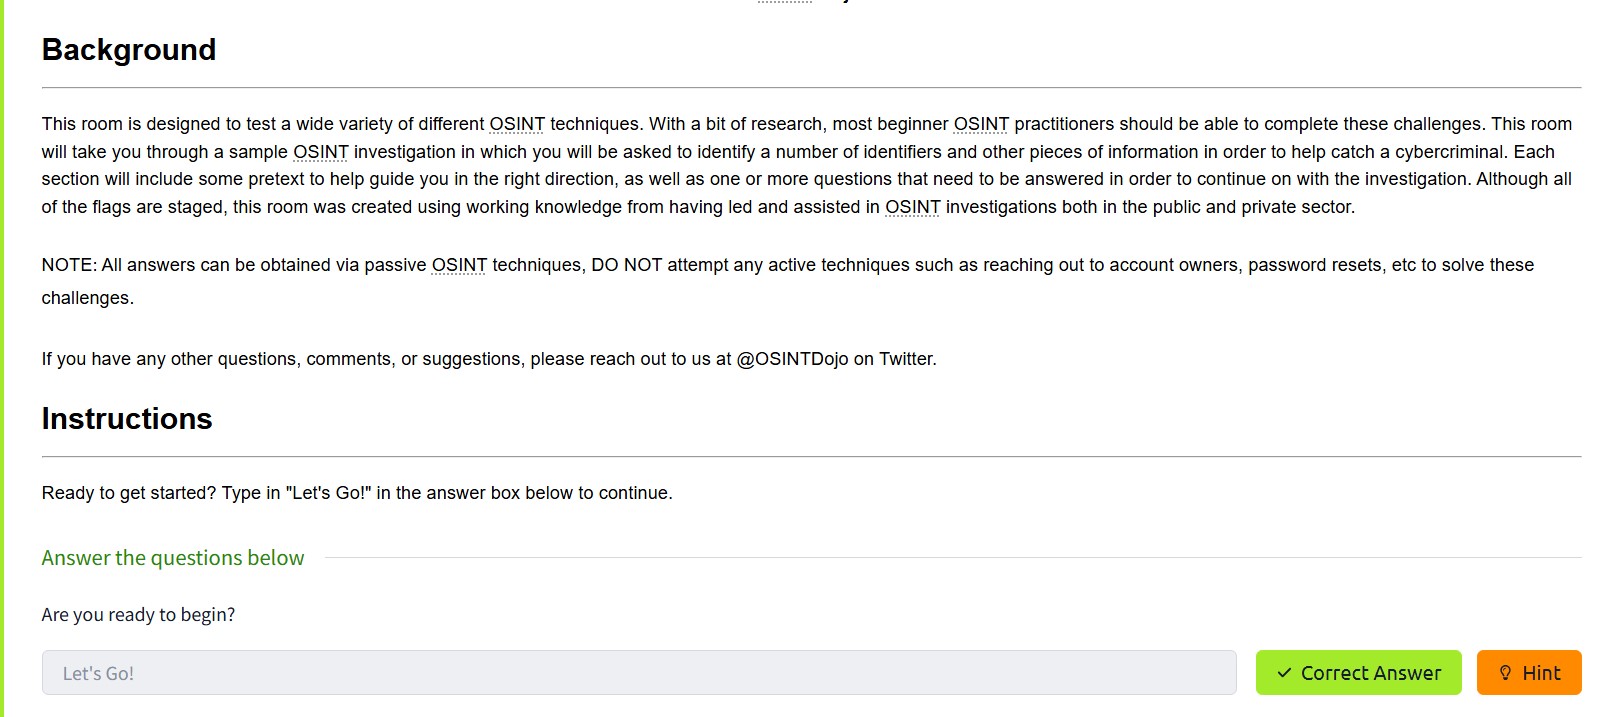 Background
This room is designed to test a wide variety of different OSINT techniques. With a bit of research, most beginner OSINT practitioners should be able to complete these challenges. This room
will take you through a sample OSINT investigation in which you will be asked to identify a number of identifiers and other pieces of information in order to help catch a cybercriminal. Each
section will include some pretext to help guide you in the right direction, as well as one or more questions that need to be answered in order to continue on with the investigation. Although all
of the flags are staged, this room was created using working knowledge from having led and assisted in OSINT investigations both in the public and private sector.
NOTE: All answers can be obtained via passive OSINT techniques, DO NOT attempt any active techniques such as reaching out to account owners, password resets, etc to solve these
challenges.
If you have any other questions, comments, or suggestions, please reach out to us at @OSINTDojo on Twitter.
Instructions
Ready to get started? Type in "Let's Go!" in the answer box below to continue.
Answer the questions below
Are you ready to begin?
Let's Go!
Correct Answer
Hint